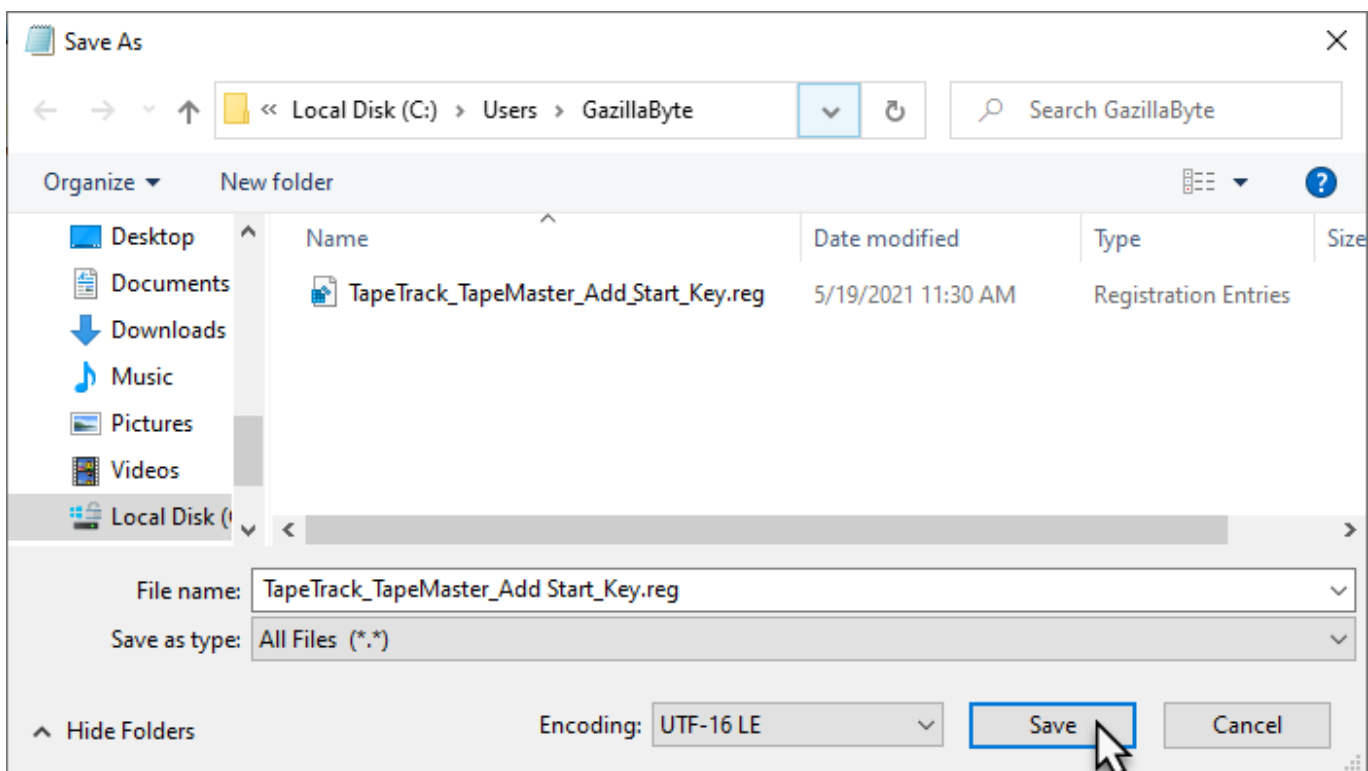 Save As
« Local Disk (C:) > Users > GazillaByte
Search GazillaByte
Organize
New folder
?
Name
Date modified
Type
Size
Desktop
Documents
Downloads
Music
Pictures
Videos
Local Disk (
TapeTrack_TapeMaster_Add_Start_Key.reg 5/19/2021 11:30 AM Registration Entries
File name: TapeTrack_TapeMaster_Add Start_Key.reg
Save as type: All Files (*.*)
Hide Folders
Encoding: UTF-16 LE
Save
Cancel